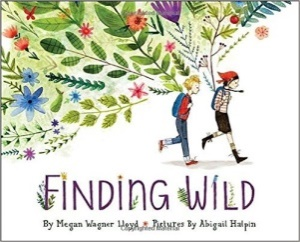 FINDING WILD
By Megan Wagner Lloyd • Pictures By Abigail Halpin